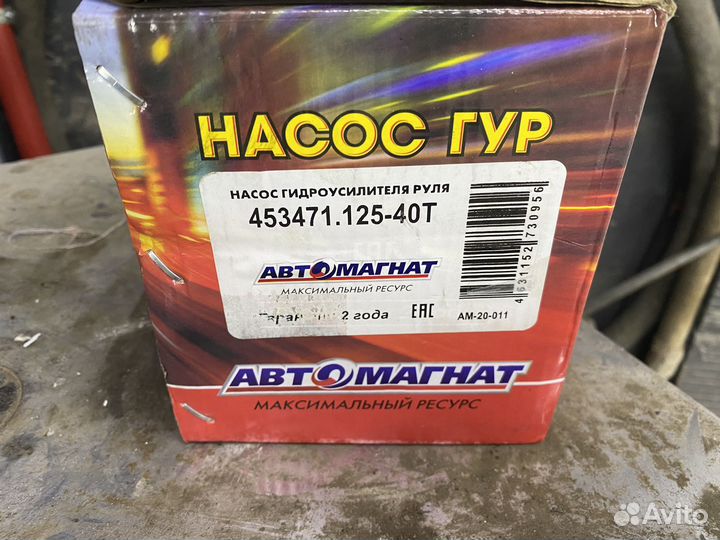 НАСОС ГУР
НАСОС ГИДРОУСИЛИТЕЛЯ РУЛЯ
453471.125-40Т
АВТОМАГНАТ
МАКСИМАЛЬНЫЙ РЕСУРС
2 года
ЕАС
4631152730956
АМ-20-011
АВТОМАГНАТ
МАКСИМАЛЬНЫЙ РЕСУРС
Avito